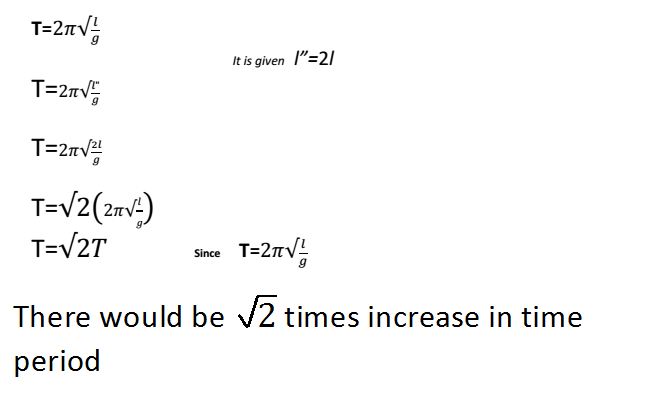 T=2π√l/g
It is given l″=2l
T=2π√l"/g
T=2π√2l/g
T=√2(2π√l/g)
T=√2T Since T=2π√l/g
There would be √2 times increase in time
period